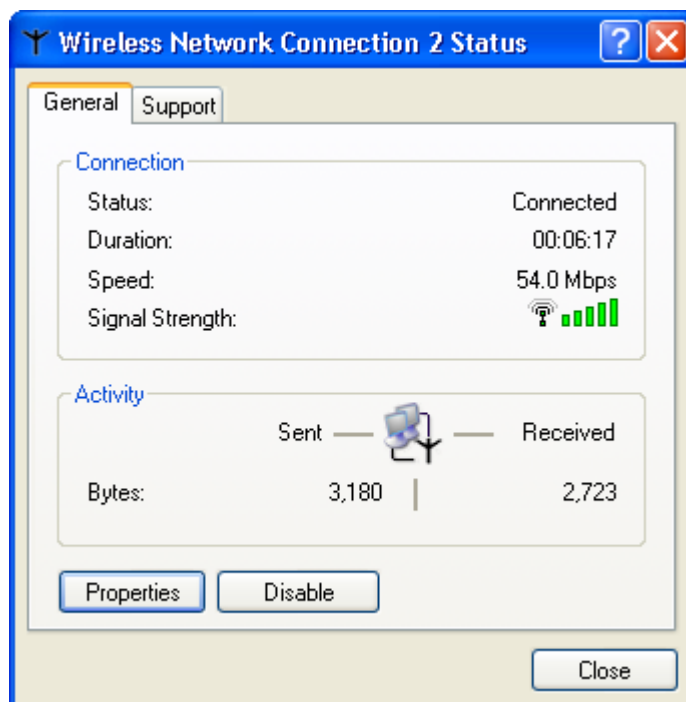 Wireless Network Connection 2 Status
General Support
Connection
Status: Connected
Duration: 00:06:17
Speed: 54.0 Mbps
Signal Strength:
Activity
Sent Received
Bytes: 3,180 2,723
Properties Disable
Close